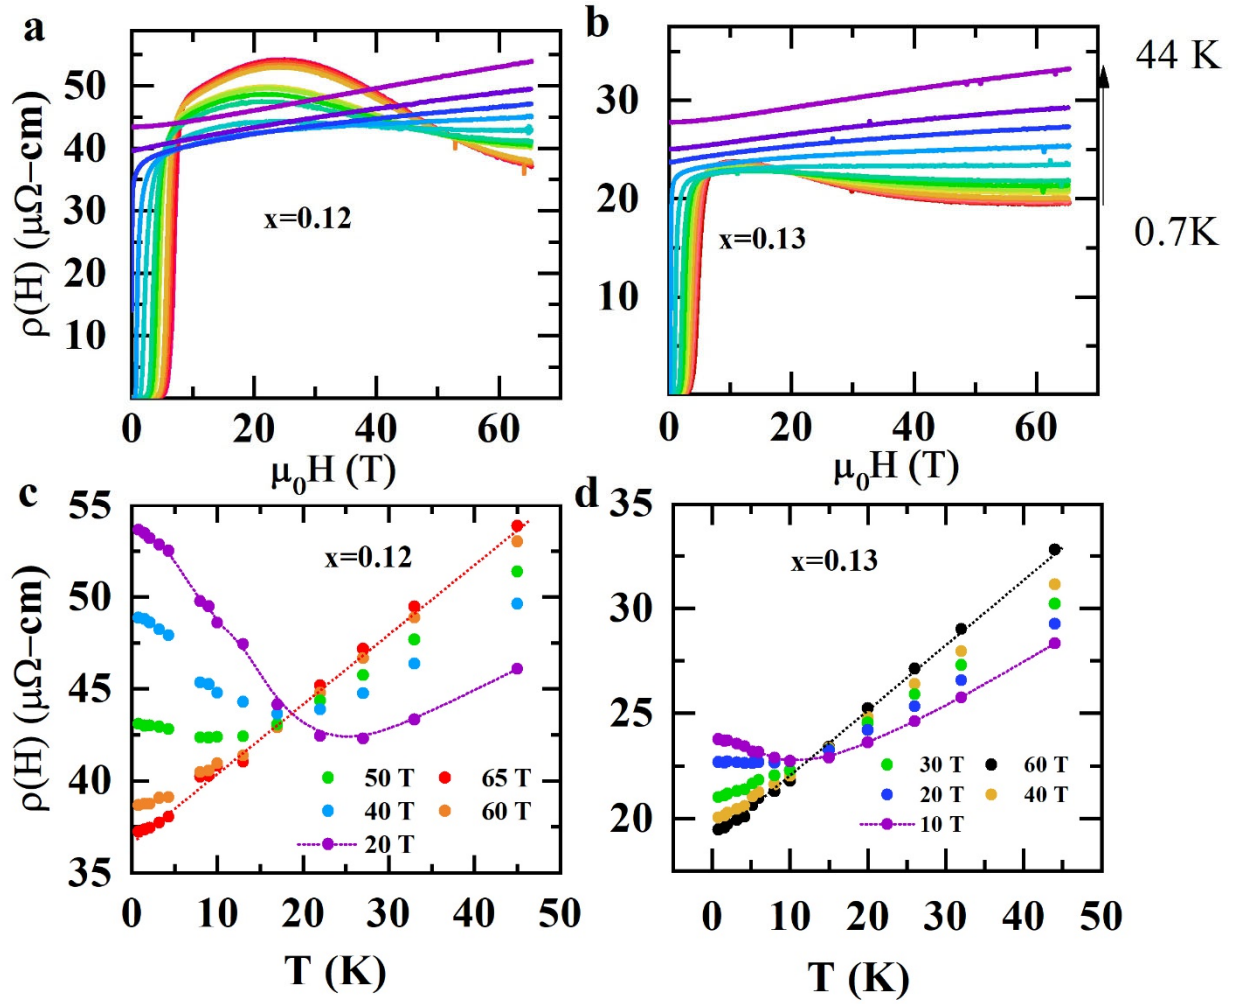 a
ρ(H) (μΩ−cm)
50
40
30
20
10
x=0.12
0 20 40 60
μ₀H (T)
b
30
20
10
x=0.13
0 20 40 60
μ₀H (T)
44 K
0.7K
c
ρ(H) (μΩ−cm)
55
50
45
40
35
x=0.12
50 T 65 T
40 T 60 T
20 T
0 10 20 30 40 50
T (K)
d
35
30
25
20
x=0.13
30 T 60 T
20 T 40 T
10 T
0 10 20 30 40 50
T (K)